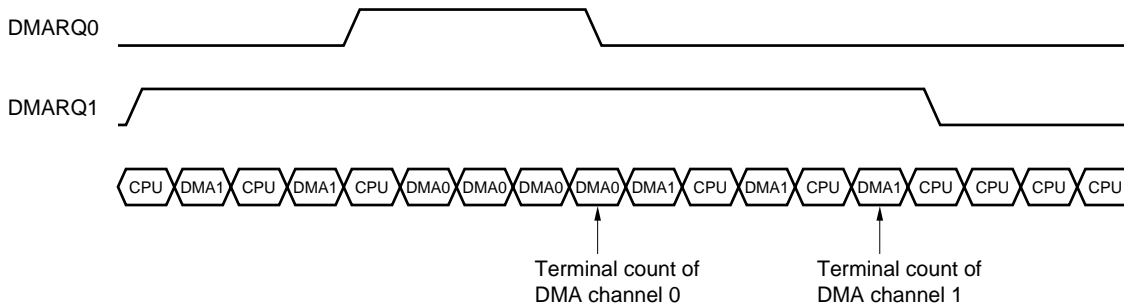 DMARQ0
DMARQ1
CPU DMA1 CPU DMA1 CPU DMA0 DMA0 DMA0 DMA0 DMA1 CPU DMA1 CPU DMA1 CPU CPU CPU CPU
Terminal count of
DMA channel 0
Terminal count of
DMA channel 1